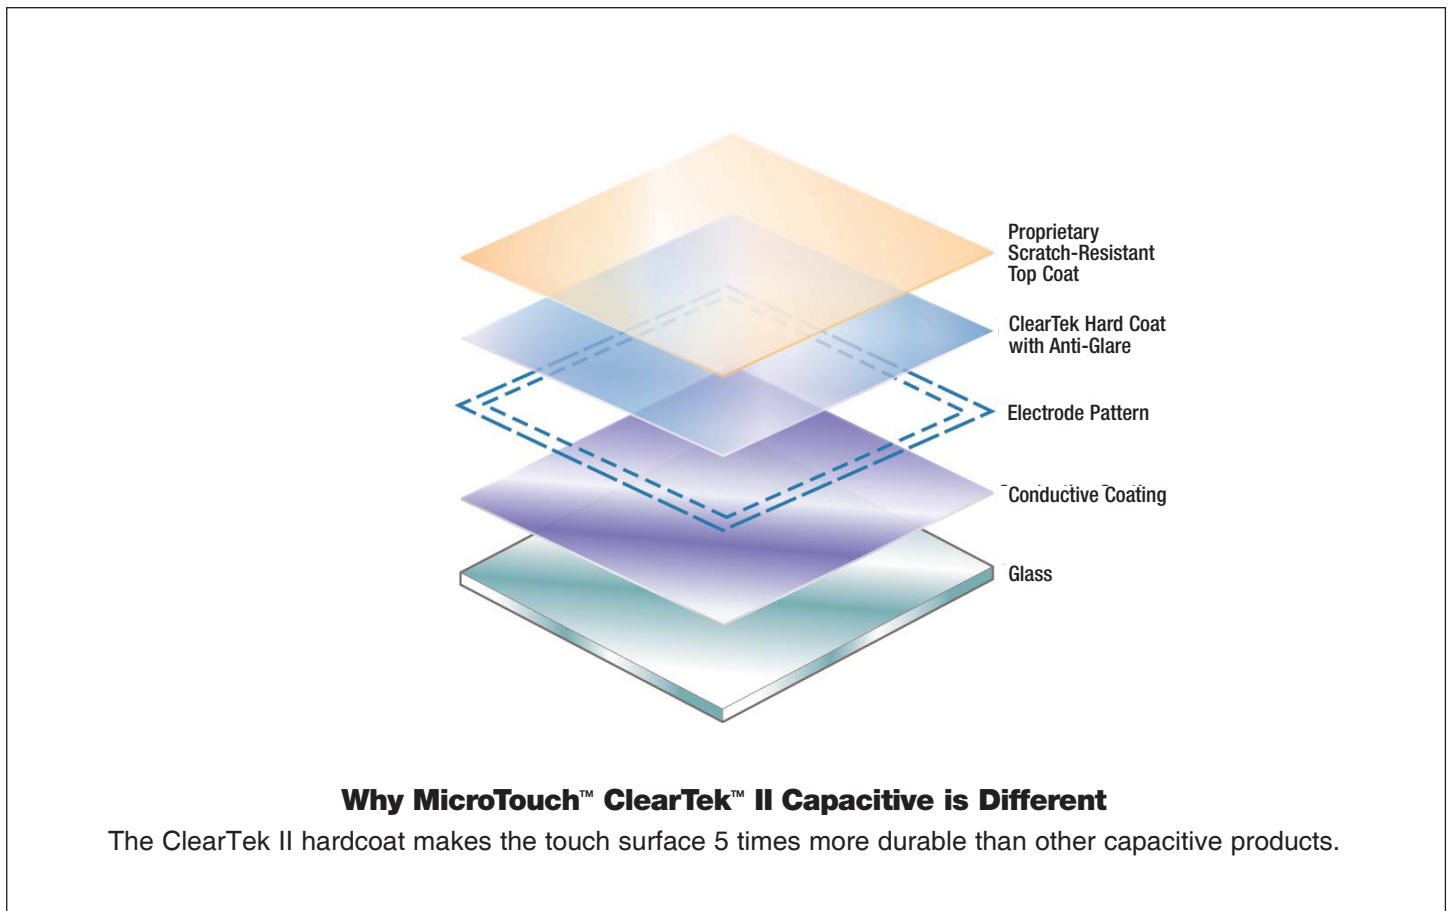 Proprietary
Scratch-Resistant
Top Coat
ClearTek Hard Coat
with Anti-Glare
Electrode Pattern
Conductive Coating
Glass
Why MicroTouch™ ClearTek™ II Capacitive is Different
The ClearTek II hardcoat makes the touch surface 5 times more durable than other capacitive products.